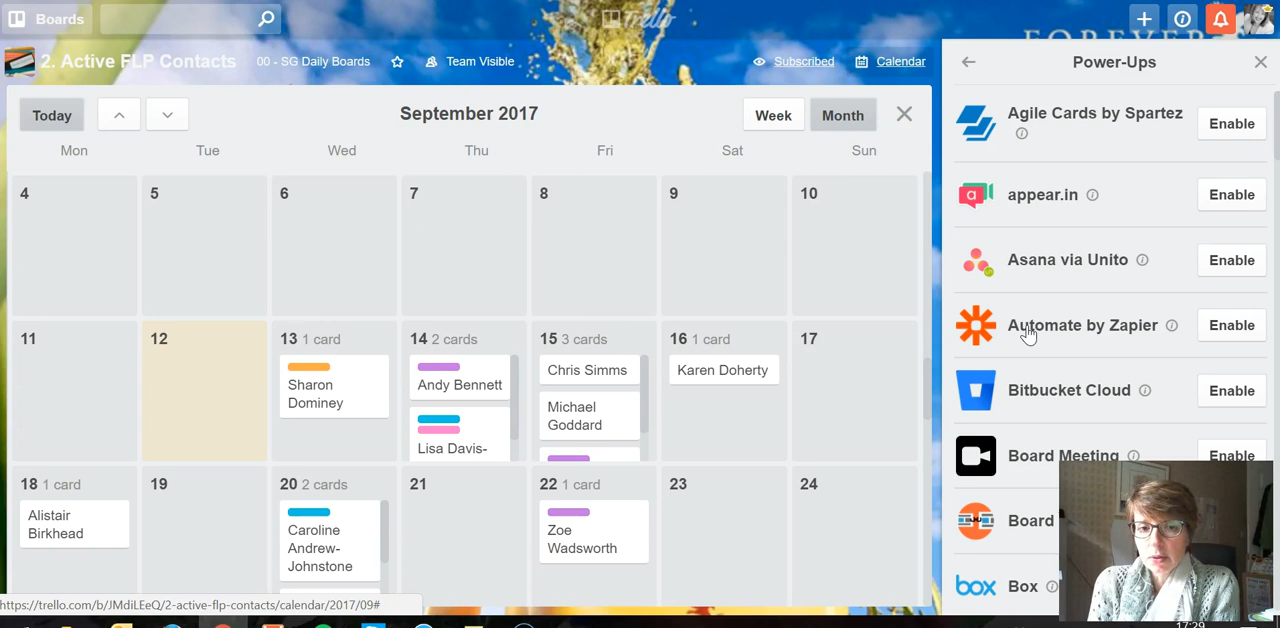 Boards
Trello
FOREVER
2. Active FLP Contacts
00 - SG Daily Boards
Team Visible
Subscribed
Calendar
Today
September 2017
Week
Month
Mon
Tue
Wed
Thu
Fri
Sat
Sun
4
5
6
7
8
9
10
11
12
13 1 card
Sharon
Dominey
14 2 cards
Andy Bennett
Lisa Davis-
15 3 cards
Chris Simms
Michael
Goddard
16 1 card
Karen Doherty
17
18 1 card
Alistair
Birkhead
19
20 2 cards
Caroline
Andrew-
Johnstone
21
22 1 card
Zoe
Wadsworth
23
24
Power-Ups
Agile Cards by Spartez
Enable
appear.in
Enable
Asana via Unito
Enable
Automate by Zapier
Enable
Bitbucket Cloud
Enable
Board Meeting
Enable
Board
box
Box
https://trello.com/b/JMdiLEeQ/2-active-flp-contacts/calendar/2017/09#
17:29